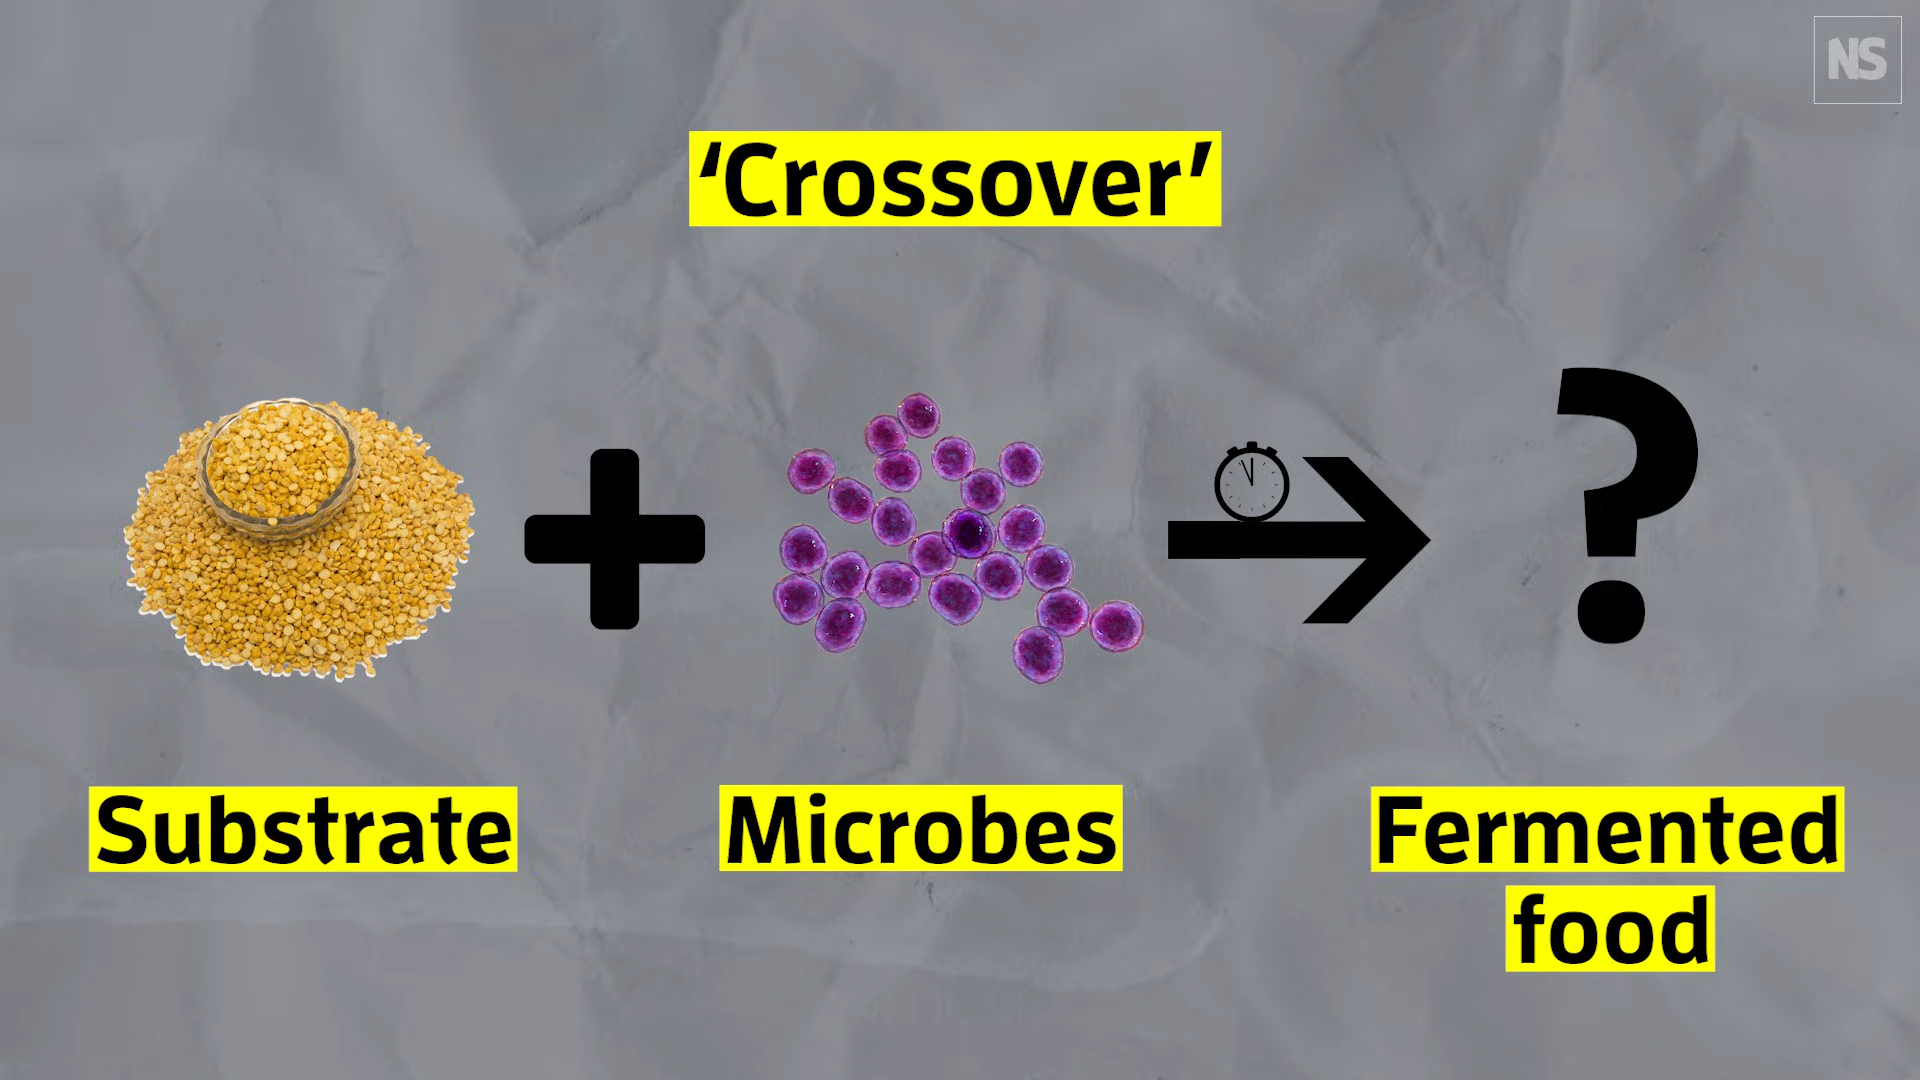 NS
‘Crossover’
Substrate
Microbes
Fermented
food